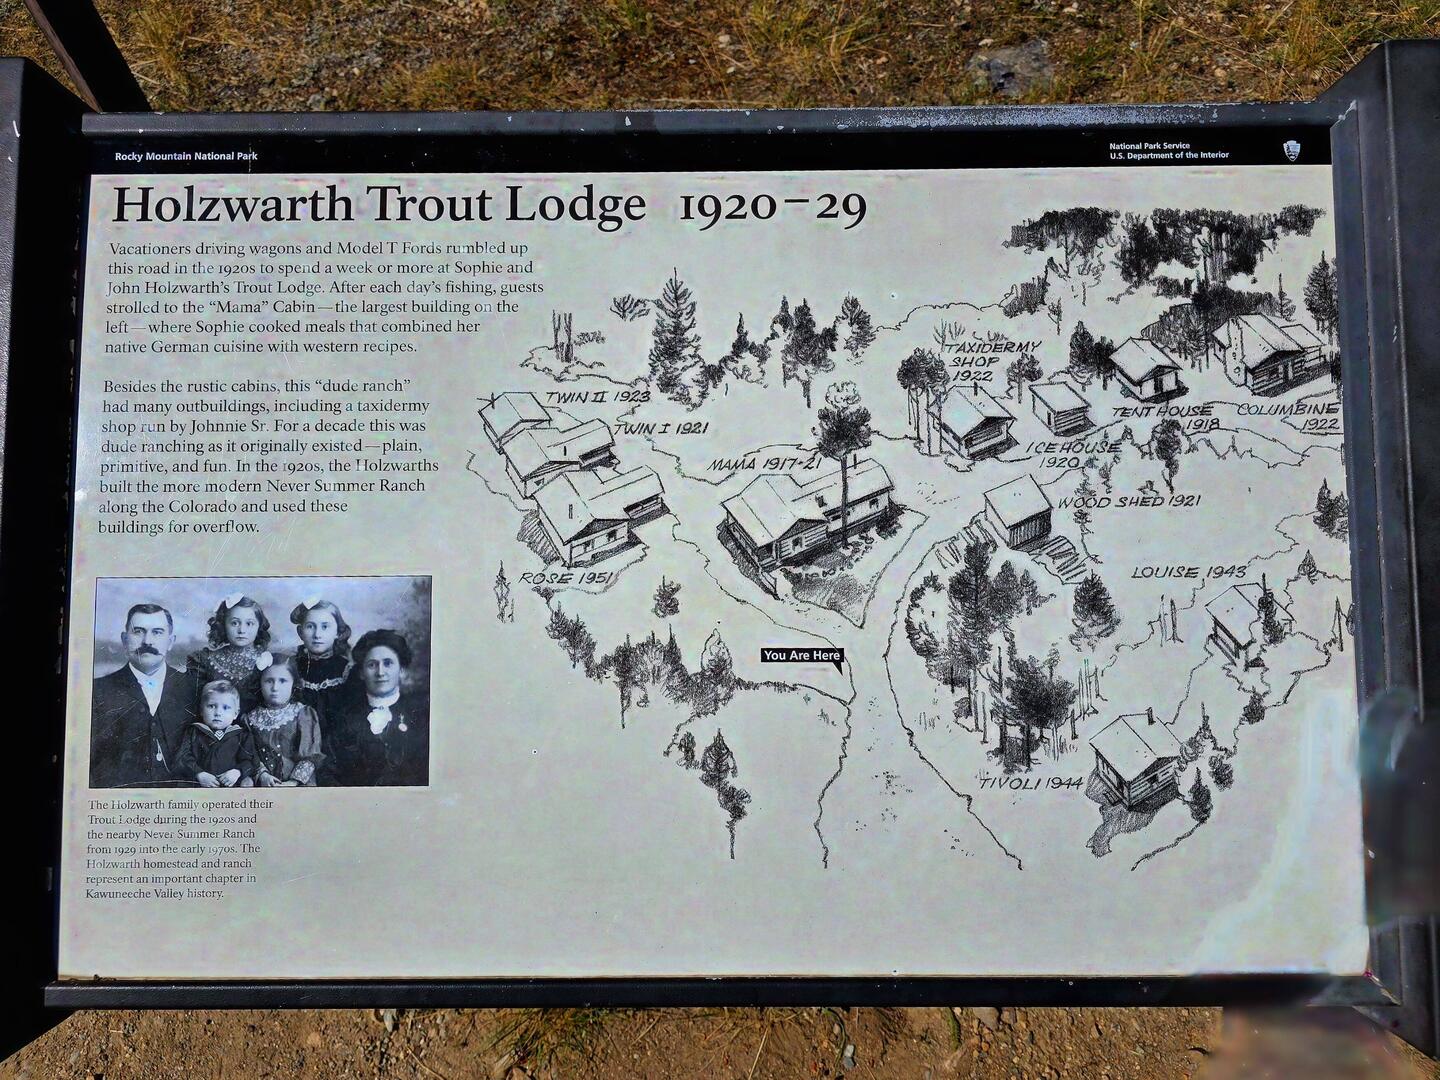 Rocky Mountain National Park
National Park Service
U.S. Department of the Interior
Holzwarth Trout Lodge 1920–29
Vacationers driving wagons and Model T Fords rumbled up
this road in the 1920s to spend a week or more at Sophie and
John Holzwarth's Trout Lodge. After each day's fishing, guests
strolled to the “Mama” Cabin—the largest building on the
left—where Sophie cooked meals that combined her
native German cuisine with western recipes.
Besides the rustic cabins, this “dude ranch”
had many outbuildings, including a taxidermy
shop run by Johnnie Sr. For a decade this was
dude ranching as it originally existed—plain,
primitive, and fun. In the 1920s, the Holzwarths
built the more modern Never Summer Ranch
along the Colorado and used these
buildings for overflow.
The Holzwarth family operated their
Trout Lodge during the 1920s and
the nearby Never Summer Ranch
from 1929 into the early 1970s. The
Holzwarth homestead and ranch
represent an important chapter in
Kawuneeche Valley history.
TWIN II 1923
TWIN I 1921
ROSE 1951
MAMA 1917-21
TAXIDERMY
SHOP
1922
ICE HOUSE
1920
TENT HOUSE
1918
COLUMBINE
1922
WOOD SHED 1921
LOUISE 1943
You Are Here
TIVOLI 1944